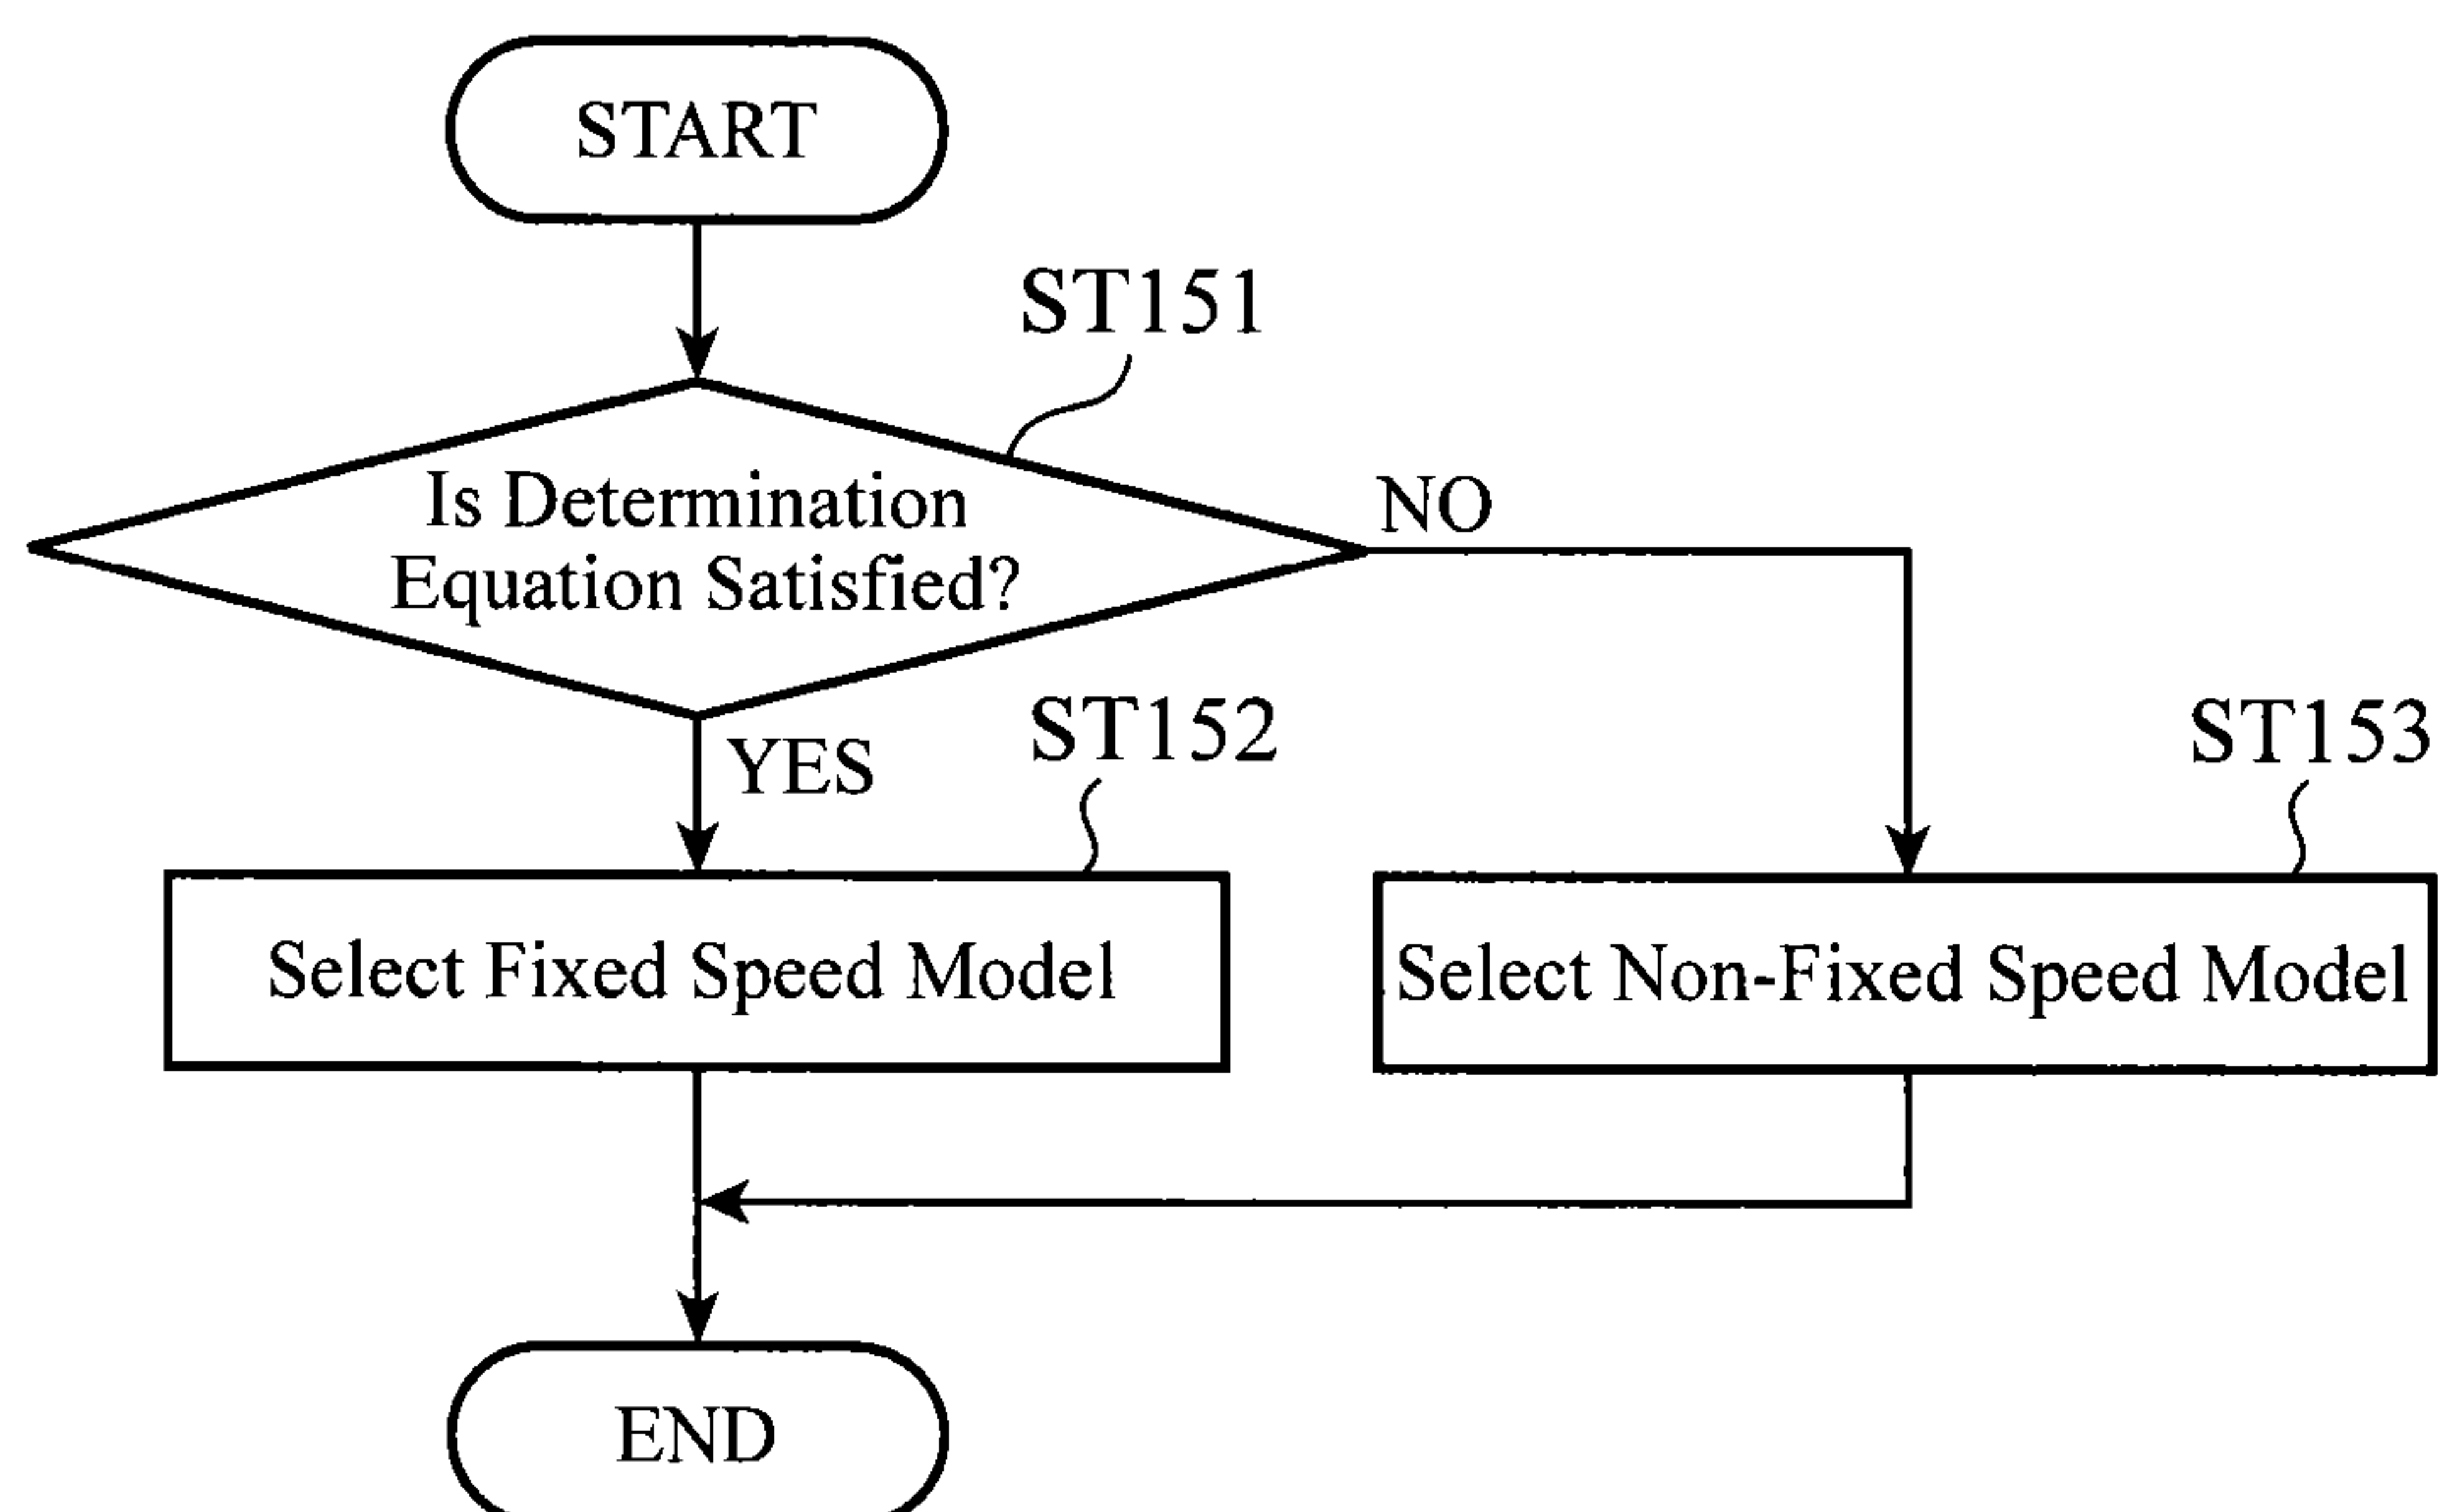 START
ST151
Is Determination
Equation Satisfied?
NO
YES
ST152
ST153
Select Fixed Speed Model
Select Non-Fixed Speed Model
END